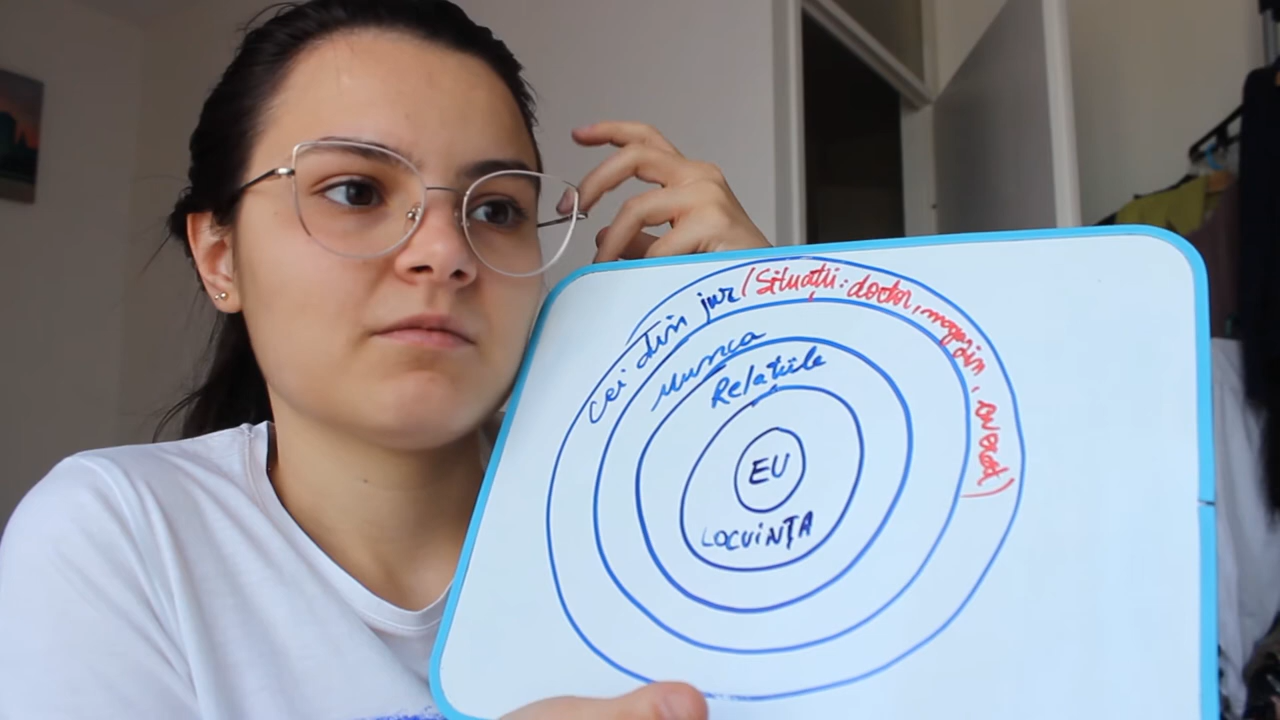 cei din jur (Situații: doctor, magazin, avocat)
Munca
Relațiile
EU
LOCUINȚA